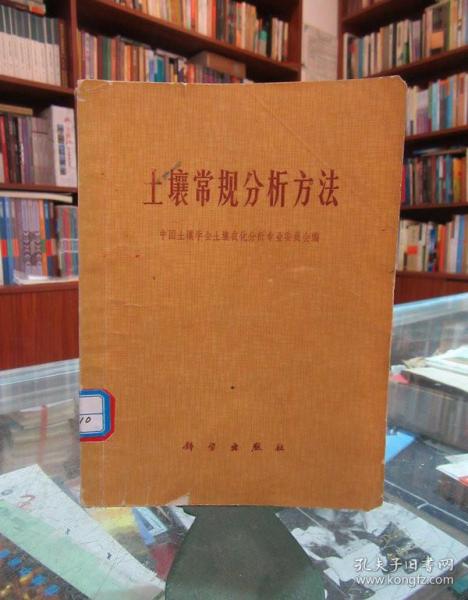 土壤常规分析方法
中国土壤学会土壤农化分析专业委员会编
10
科学出版社
孔夫子旧书网
www.kongfz.com